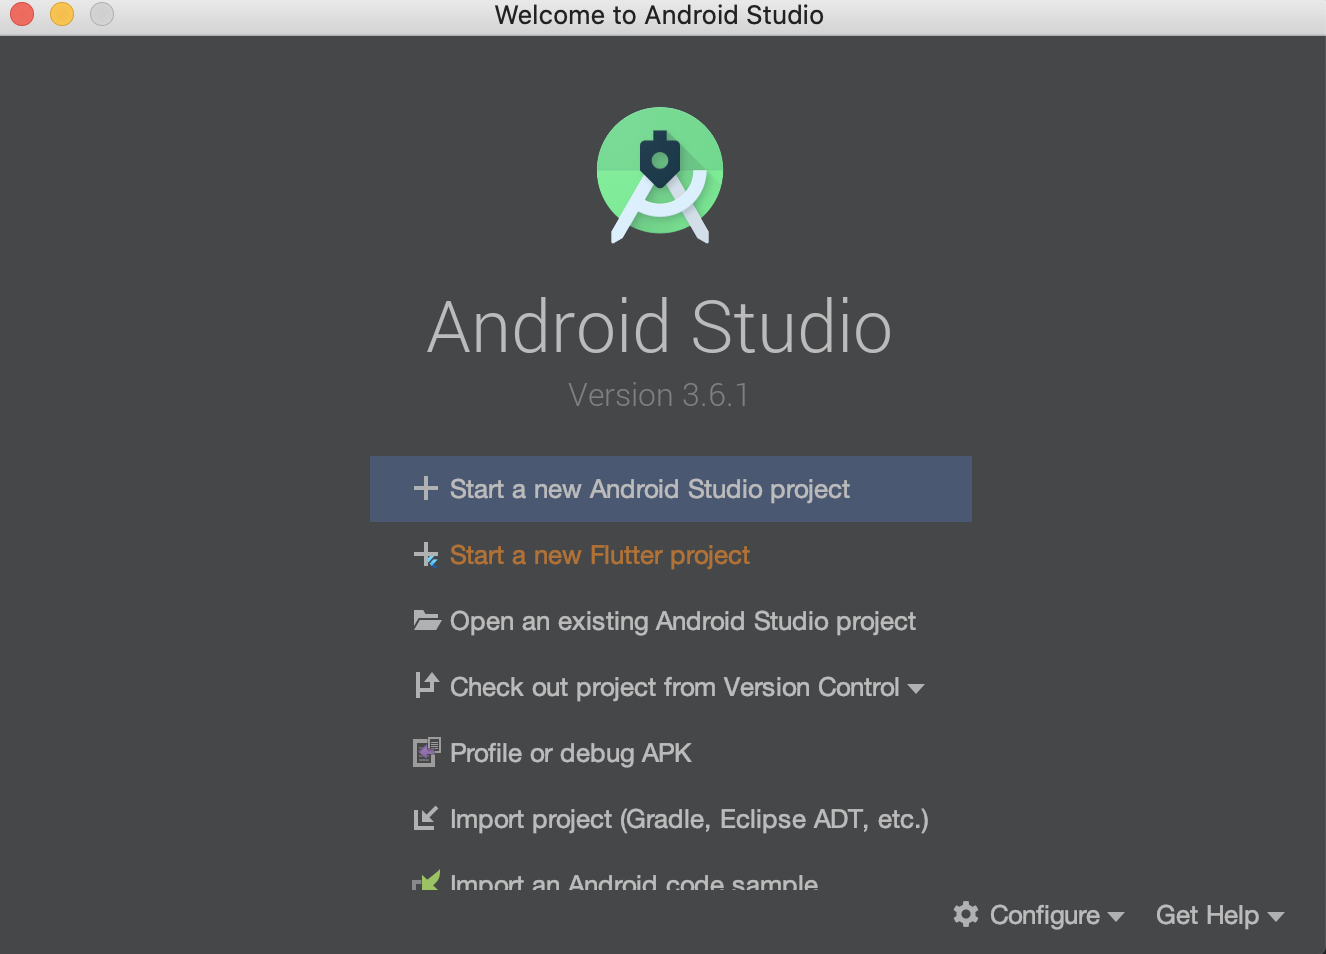 Welcome to Android Studio
Android Studio
Version 3.6.1
Start a new Android Studio project
Start a new Flutter project
Open an existing Android Studio project
Check out project from Version Control
Profile or debug APK
Import project (Gradle, Eclipse ADT, etc.)
Import an Android code sample
Configure
Get Help